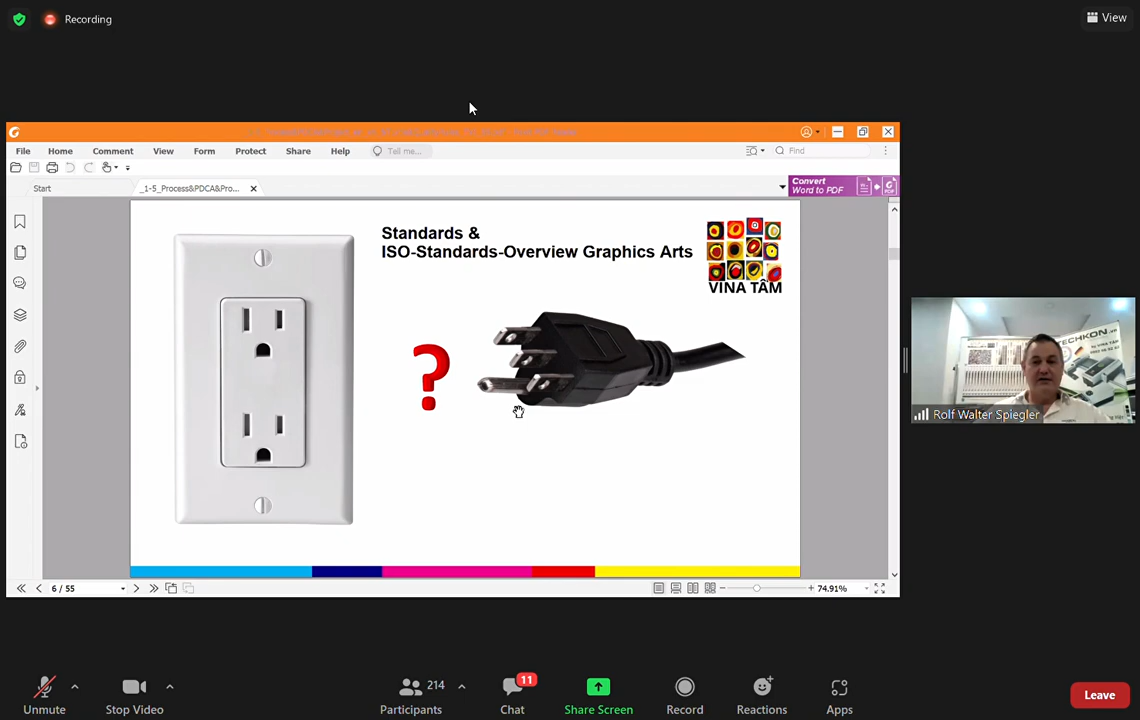 Recording
View
File Home Comment View Form Protect Share Help Tell me... Find
Start _1-5_Process&PDCA&Pro...
Convert
Word to PDF
PDF
Standards &
ISO-Standards-Overview Graphics Arts
VINA TÂM
?
TECHKON
Rolf Walter Spiegler
6 / 55
74.91%
214
11
Unmute Stop Video Participants Chat Share Screen Record Reactions Apps Leave